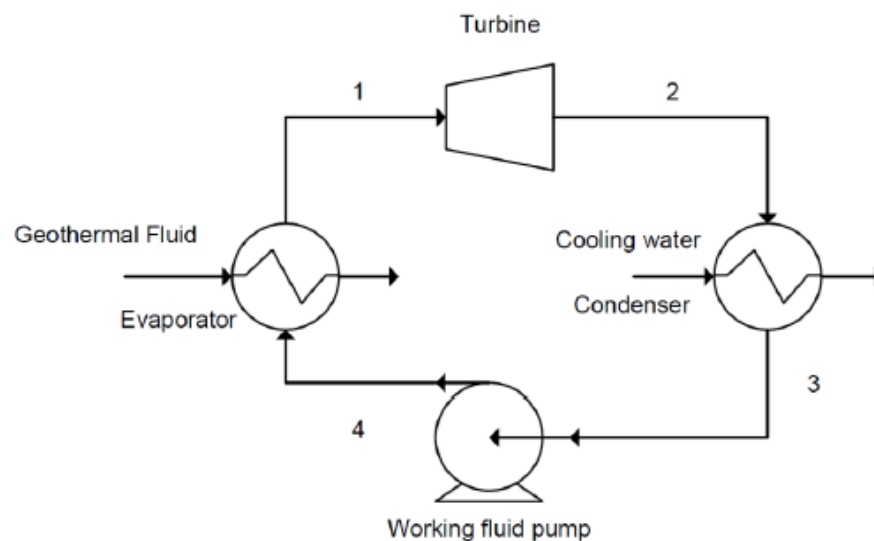 Turbine
1
2
Geothermal Fluid
Cooling water
Evaporator
Condenser
3
4
Working fluid pump